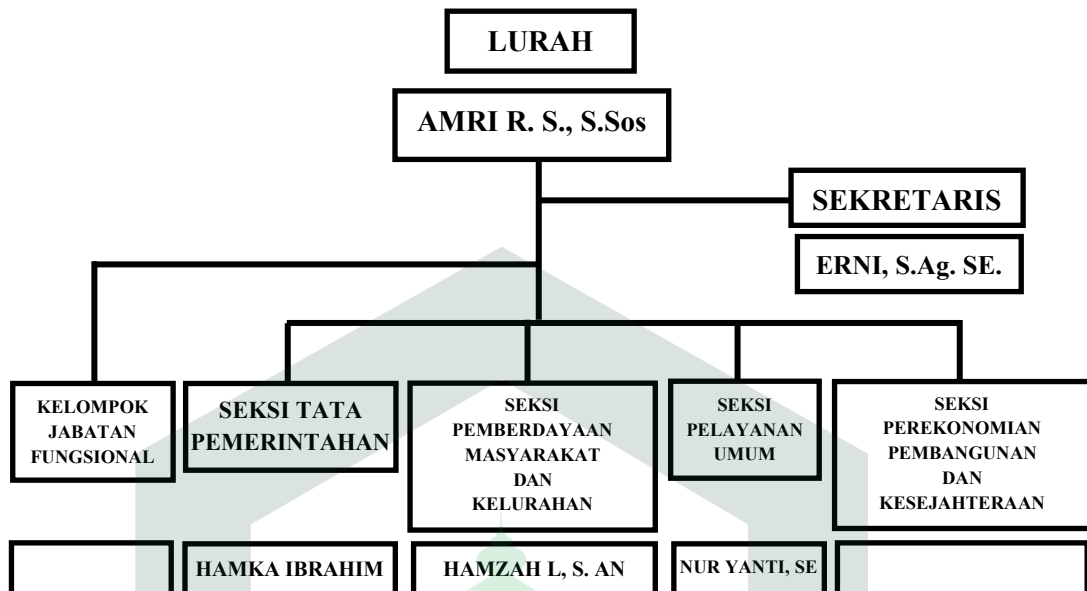 LURAH
AMRI R. S., S.Sos
SEKRETARIS
ERNI, S.Ag. SE.
KELOMPOK
JABATAN
FUNGSIONAL
SEKSI TATA
PEMERINTAHAN
SEKSI
PEMBERDAYAAN
MASYARAKAT
DAN
KELURAHAN
SEKSI
PELAYANAN
UMUM
SEKSI
PEREKONOMIAN
PEMBANGUNAN
DAN
KESEJAHTERAAN
HAMKA IBRAHIM
HAMZAH L, S. AN
NUR YANTI, SE